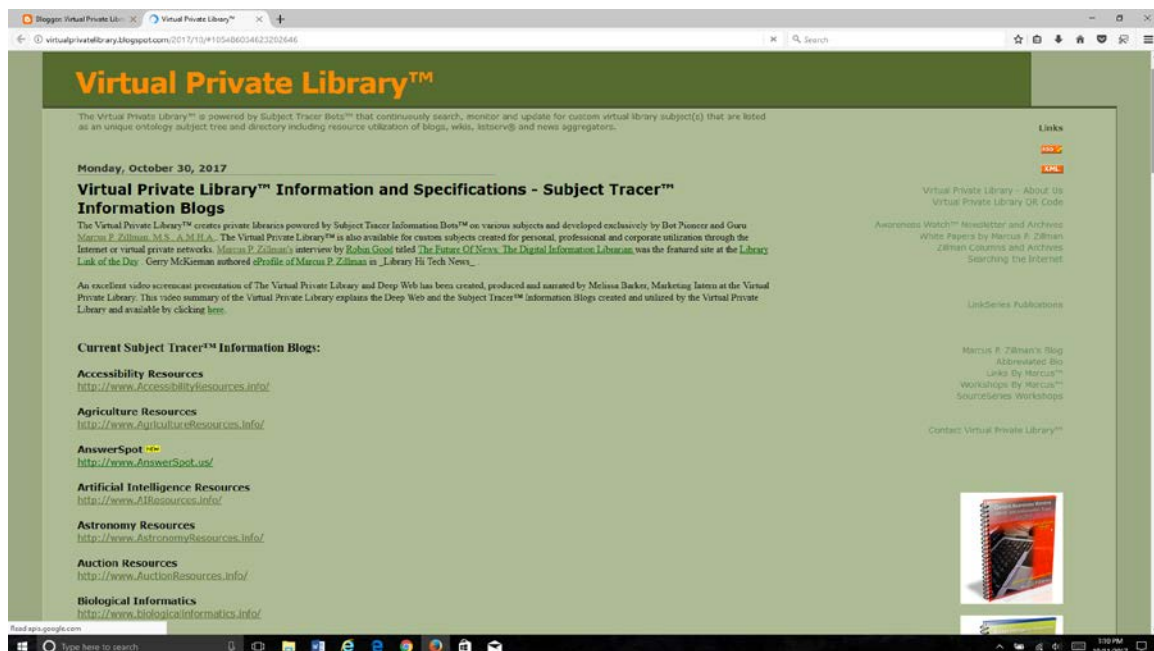 Blogger: Virtual Private Libr
Virtual Private Library™
virtualprivatelibrary.blogspot.com/2017/10/#105486034623202646
Search
Virtual Private Library™
The Virtual Private Library™ is powered by Subject Tracer Bots™ that continuously search, monitor and update for custom virtual library subject(s) that are listed
as an unique ontology subject tree and directory including resource utilization of blogs, wikis, listserv® and news aggregators.
Monday, October 30, 2017
Virtual Private Library™ Information and Specifications - Subject Tracer™
Information Blogs
The Virtual Private Library™ creates private libraries powered by Subject Tracer Information Bots™ on various subjects and developed exclusively by Bot Pioneer and Guru
Marcus P. Zillman, M.S., A.M.H.A.. The Virtual Private Library™ is also available for custom subjects created for personal, professional and corporate utilization through the
Internet or virtual private networks. Marcus P. Zillman's interview by Robin Good titled The Future Of News: The Digital Information Librarian was the featured site at the Library
Link of the Day . Gerry McKiernan authored eProfile of Marcus P. Zillman in _Library Hi Tech News_
An excellent video screencast presentation of The Virtual Private Library and Deep Web has been created, produced and narrated by Melissa Barker, Marketing Intern at the Virtual
Private Library. This video summary of the Virtual Private Library explains the Deep Web and the Subject Tracer™ Information Blogs created and utilized by the Virtual Private
Library and available by clicking here.
Current Subject Tracer™ Information Blogs:
Accessibility Resources
http://www.AccessibilityResources.info/
Agriculture Resources
http://www.AgricultureResources.info/
AnswerSpot NEW
http://www.AnswerSpot.us/
Artificial Intelligence Resources
http://www.AIResources.info/
Astronomy Resources
http://www.AstronomyResources.info/
Auction Resources
http://www.AuctionResources.info/
Biological Informatics
http://www.biologicalinformatics.info/
Links
RSS
XML
Virtual Private Library - About Us
Virtual Private Library QR Code
Awareness Watch™ Newsletter and Archives
White Papers by Marcus P. Zillman
Zillman Columns and Archives
Searching the Internet
LinkSeries Publications
Marcus P. Zillman's Blog
Abbreviated Bio
Links By Marcus™
Workshops By Marcus™
SourceSeries Workshops
Contact Virtual Private Library™
Read apis.google.com
Type here to search
1:10 PM